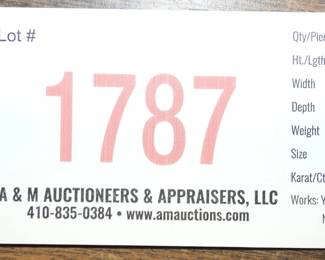 Lot #
1787
A & M AUCTIONEERS & APPRAISERS, LLC
410-835-0384 • www.amauctions.com
Qty/Pie
Ht./Lgth
Width
Depth
Weight
Size
Karat/Ct
Works: Y
N